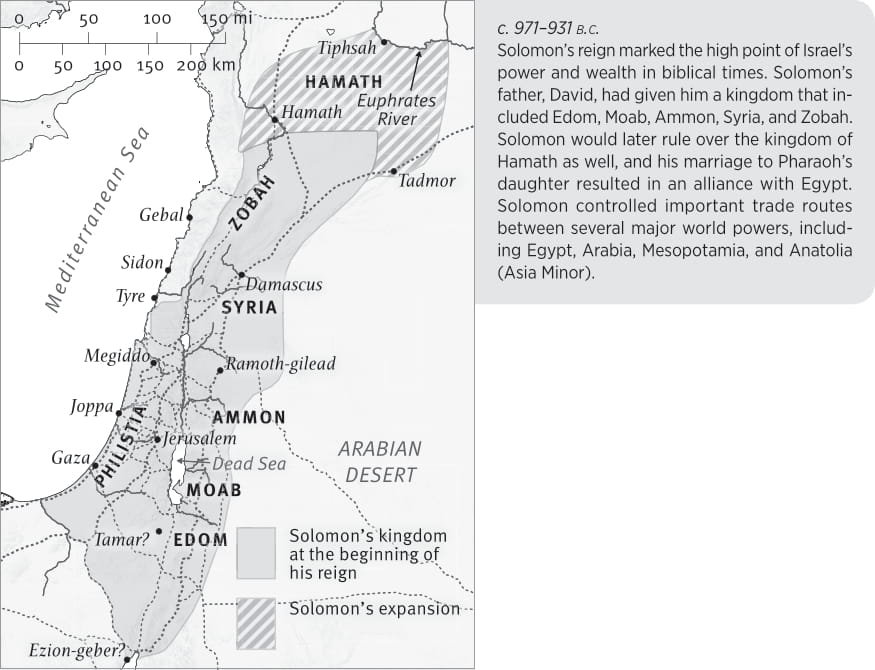 0 50 100 150 mi
0 50 100 150 200 km
Tiphsah
HAMATH
Euphrates
River
Hamath
Tadmor
ZOBAH
Mediterranean Sea
Gebal
Sidon
Damascus
Tyre
SYRIA
Megiddo
Ramoth-gilead
Joppa
AMMON
PHILISTIA
Jerusalem
ARABIAN
DESERT
Gaza
Dead Sea
MOAB
Tamar?
EDOM
Solomon’s kingdom
at the beginning of
his reign
Solomon’s expansion
Ezion-geber?
c. 971–931 B.C.
Solomon’s reign marked the high point of Israel’s
power and wealth in biblical times. Solomon’s
father, David, had given him a kingdom that in-
cluded Edom, Moab, Ammon, Syria, and Zobah.
Solomon would later rule over the kingdom of
Hamath as well, and his marriage to Pharaoh’s
daughter resulted in an alliance with Egypt.
Solomon controlled important trade routes
between several major world powers, includ-
ing Egypt, Arabia, Mesopotamia, and Anatolia
(Asia Minor).